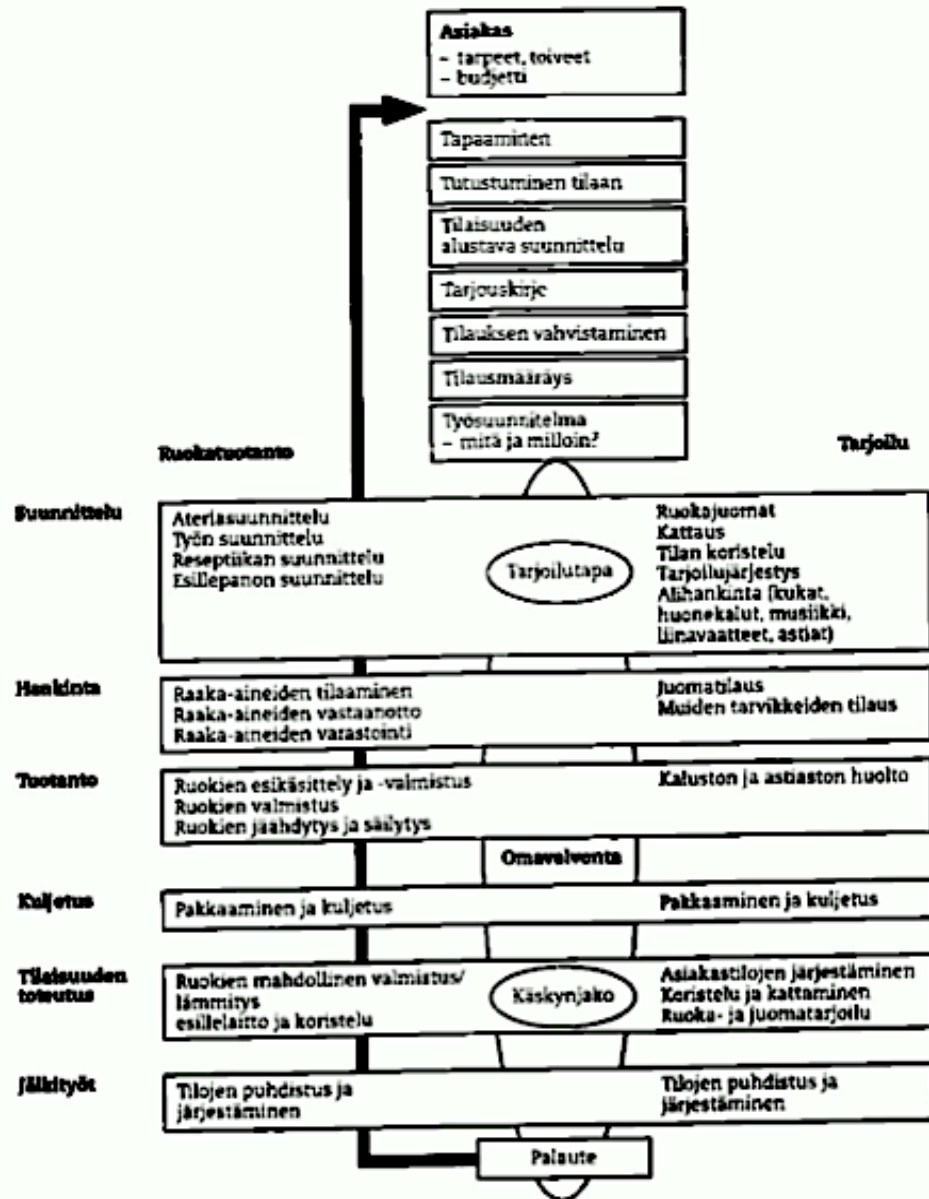 Asiakas
– tarpeet, toiveet
– budjetti
Tapaaminen
Tutustuminen tilaan
Tilaisuuden
alustava suunnittelu
Tarjouskirje
Tilauksen vahvistaminen
Tilausmääräys
Työsuunnitelma
– mitä ja milloin?
Ruokatuotanto
Tarjoilu
Suunnittelu
Ateriasuunnittelu
Työn suunnittelu
Reseptiikan suunnittelu
Esillepanon suunnittelu
Tarjoilutapa
Ruokajuomat
Kattaus
Tilan koristelu
Tarjoilujärjestys
Alihankinta (kukat,
huonekalut, musiikki,
liinavaatteet, astiat)
Hankinta
Raaka-aineiden tilaaminen
Raaka-aineiden vastaanotto
Raaka-aineiden varastointi
Juomatilaus
Muiden tarvikkeiden tilaus
Tuotanto
Ruokien esikäsittely ja -valmistus
Ruokien valmistus
Ruokien jäähdytys ja säilytys
Kaluston ja astiaston huolto
Omavalvonta
Kuljetus
Pakkaaminen ja kuljetus
Pakkaaminen ja kuljetus
Tilaisuuden
toteutus
Ruokien mahdollinen valmistus/
lämmitys
esillelaitto ja koristelu
Käskynjako
Asiakastilojen järjestäminen
Koristelu ja kattaminen
Ruoka- ja juomatarjoilu
Jälkityöt
Tilojen puhdistus ja
järjestäminen
Tilojen puhdistus ja
järjestäminen
Palaute